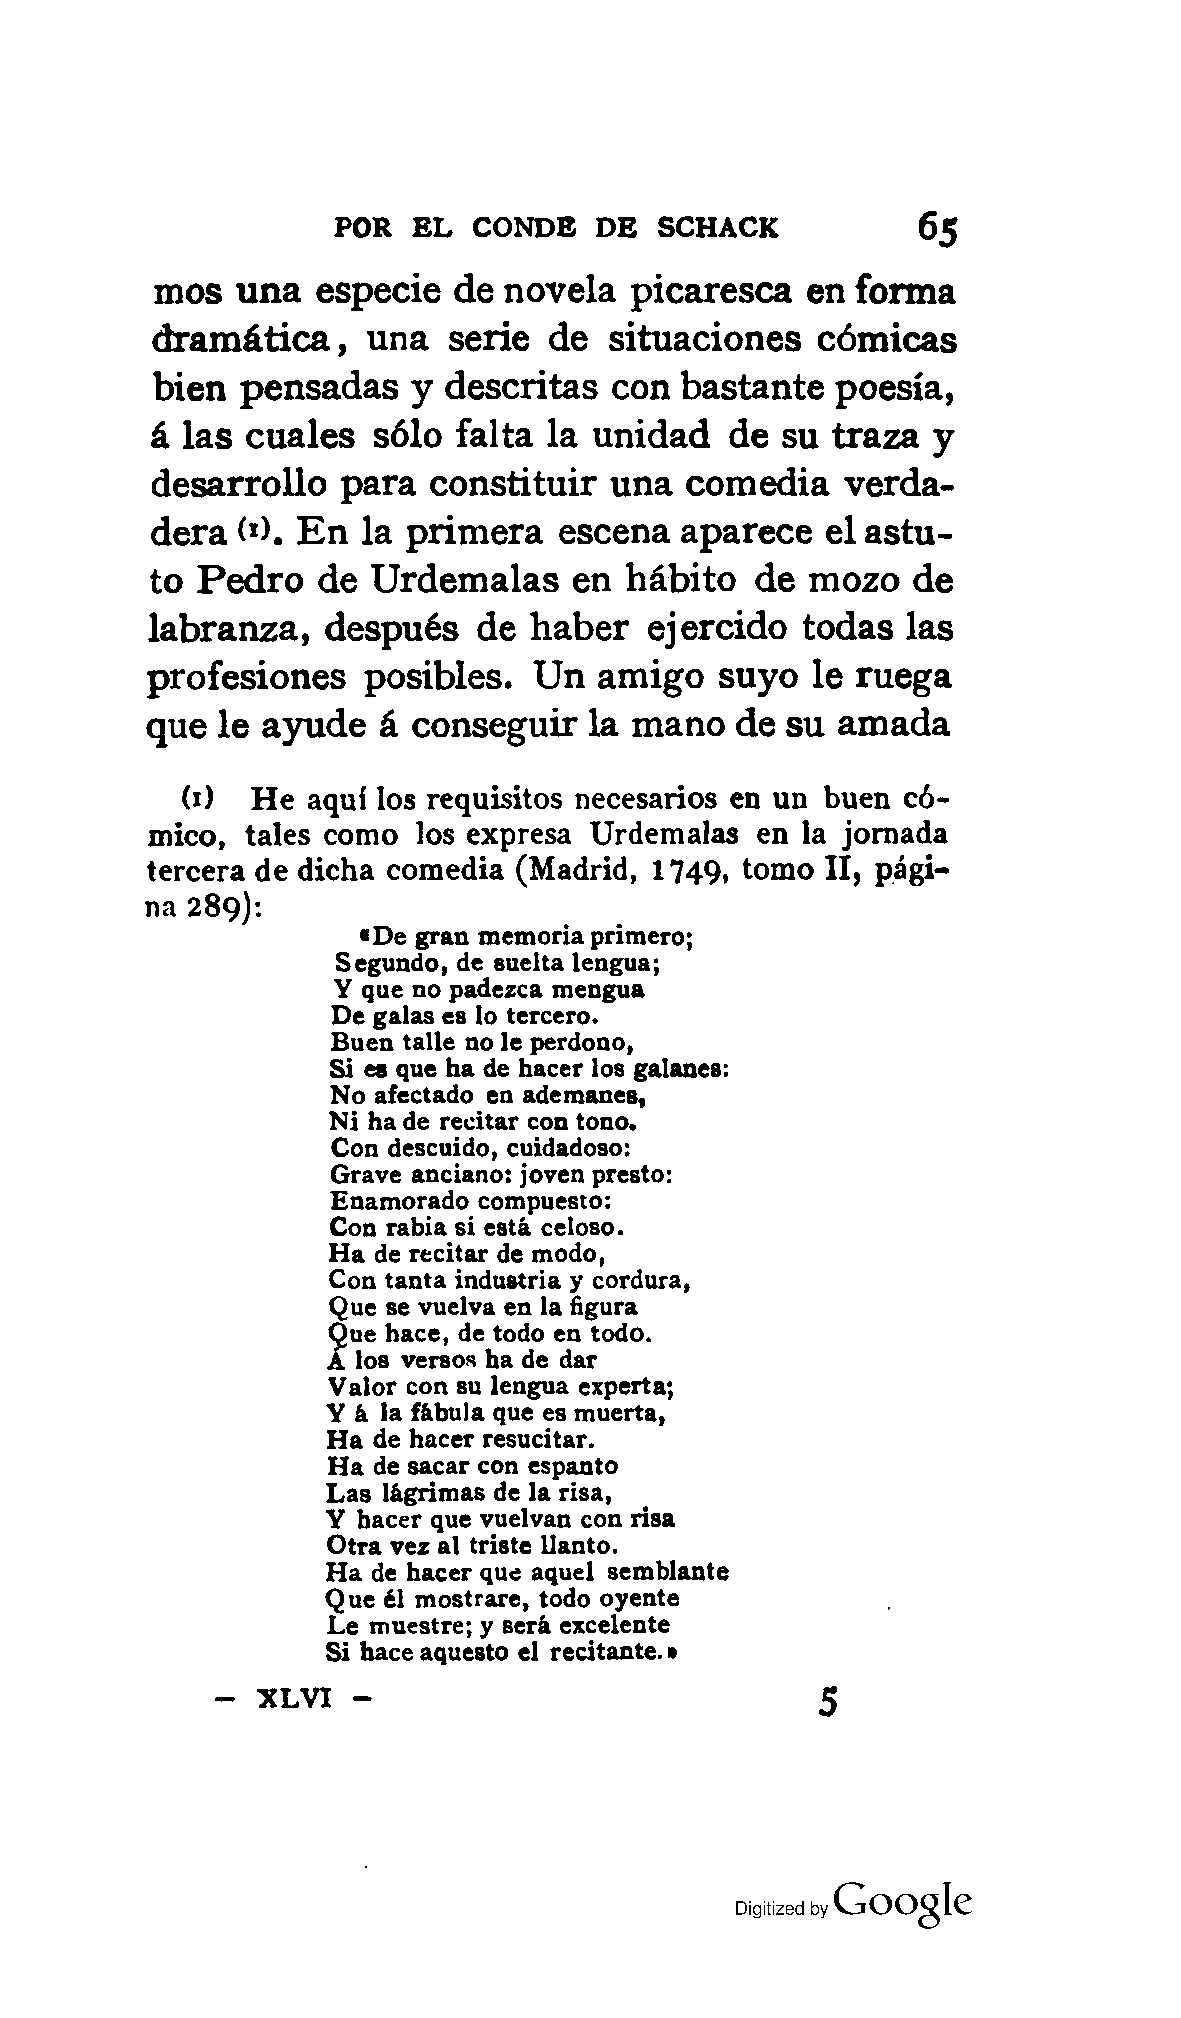 POR EL CONDE DE SCHACK 65
mos una especie de novela picaresca en forma
dramática, una serie de situaciones cómicas
bien pensadas y descritas con bastante poesía,
á las cuales sólo falta la unidad de su traza y
desarrollo para constituir una comedia verda-
dera (1). En la primera escena aparece el astu-
to Pedro de Urdemalas en hábito de mozo de
labranza, después de haber ejercido todas las
profesiones posibles. Un amigo suyo le ruega
que le ayude á conseguir la mano de su amada
(1) He aquí los requisitos necesarios en un buen có-
mico, tales como los expresa Urdemalas en la jornada
tercera de dicha comedia (Madrid, 1749, tomo II, pági-
na 289):
«De gran memoria primero;
Segundo, de suelta lengua;
Y que no padezca mengua
De galas es lo tercero.
Buen talle no le perdono,
Si es que ha de hacer los galanes:
No afectado en ademanes,
Ni ha de recitar con tono.
Con descuido, cuidadoso:
Grave anciano: joven presto:
Enamorado compuesto:
Con rabia si está celoso.
Ha de recitar de modo,
Con tanta industria y cordura,
Que se vuelva en la figura
Que hace, de todo en todo.
Á los versos ha de dar
Valor con su lengua experta;
Y á la fábula que es muerta,
Ha de hacer resucitar.
Ha de sacar con espanto
Las lágrimas de la risa,
Y hacer que vuelvan con risa
Otra vez al triste llanto.
Ha de hacer que aquel semblante
Que él mostrare, todo oyente
Le muestre; y será excelente
Si hace aquesto el recitante.»
- XLVI - 5
Digitized by Google